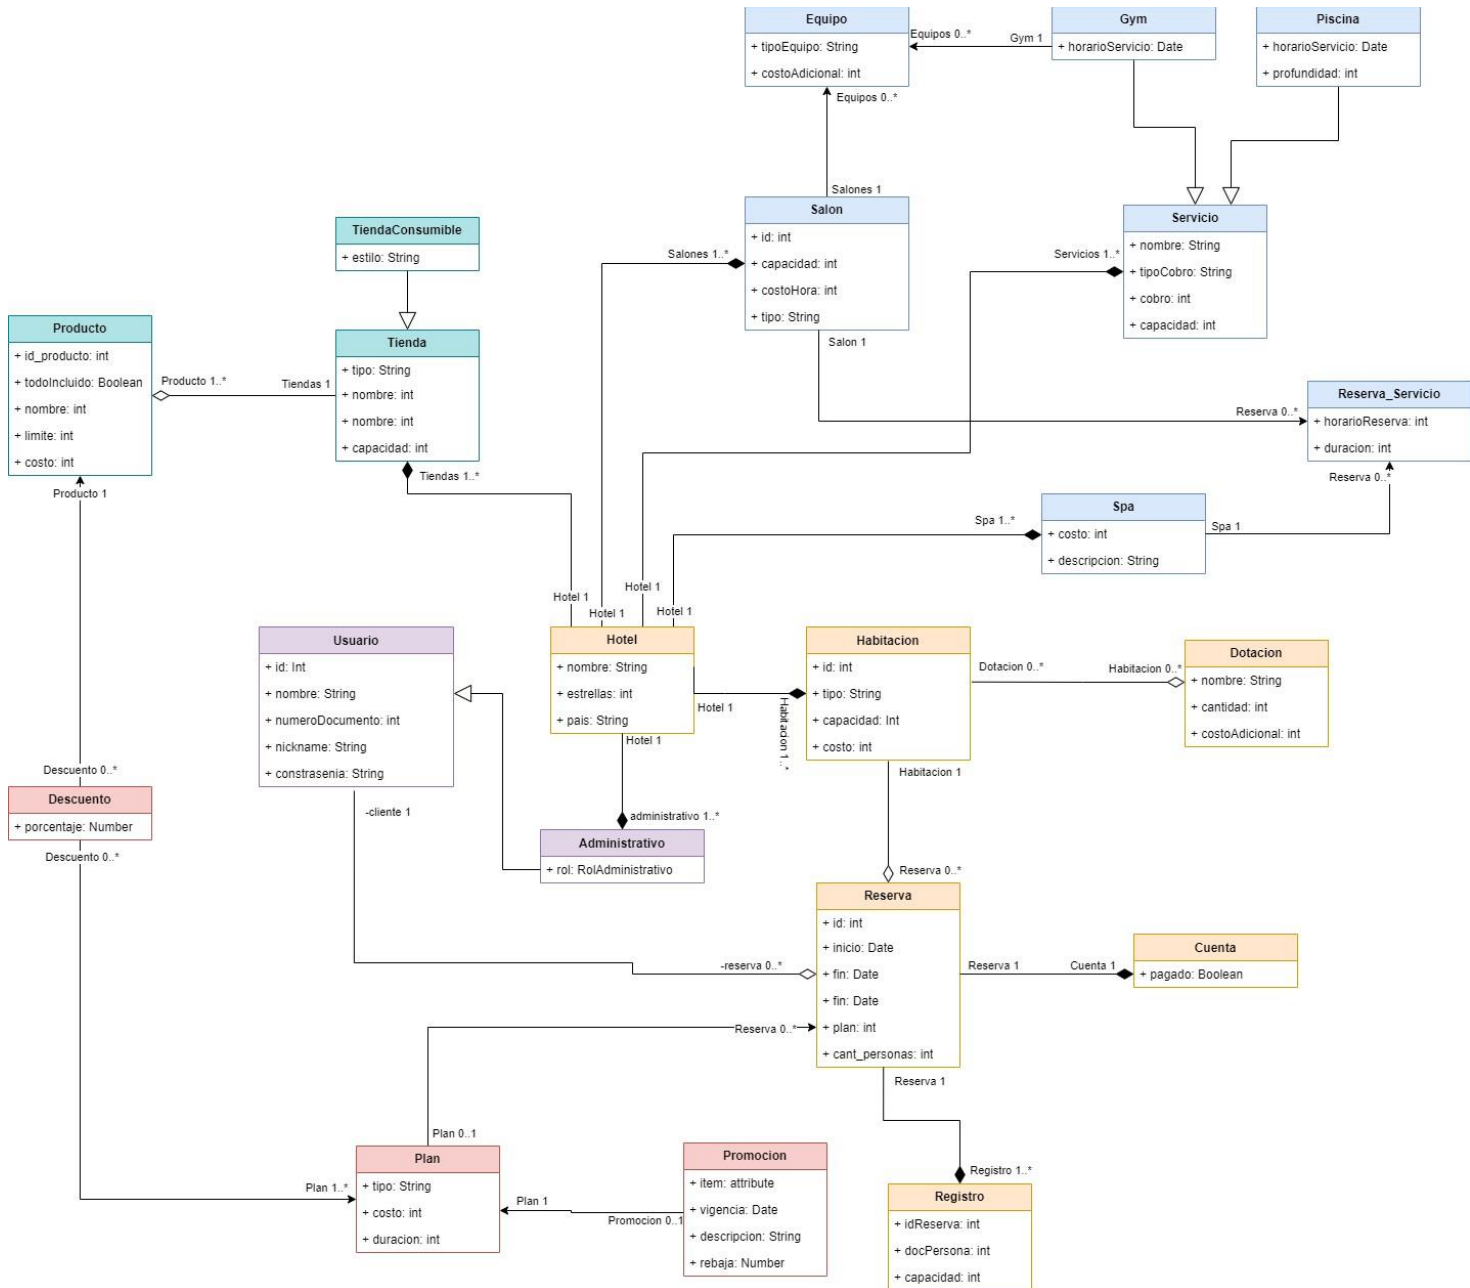 Equipo
+ tipoEquipo: String
+ costoAdicional: int
Equipos 0..*
Gym 1
Gym
+ horarioServicio: Date
Piscina
+ horarioServicio: Date
+ profundidad: int
Equipos 0..*
Salones 1
Salon
+ id: int
+ capacidad: int
+ costoHora: int
+ tipo: String
Salones 1..*
Salon 1
Servicio
+ nombre: String
+ tipoCobro: String
+ cobro: int
+ capacidad: int
Servicios 1..*
TiendaConsumible
+ estilo: String
Producto
+ id_producto: int
+ todoIncluido: Boolean
+ nombre: int
+ limite: int
+ costo: int
Producto 1..*
Tiendas 1
Tienda
+ tipo: String
+ nombre: int
+ nombre: int
+ capacidad: int
Tiendas 1..*
Producto 1
Reserva 0..*
Reserva_Servicio
+ horarioReserva: int
+ duracion: int
Reserva 0..*
Spa 1..*
Spa
+ costo: int
+ descripcion: String
Spa 1
Hotel 1
Hotel 1
Hotel 1
Hotel 1
Usuario
+ id: Int
+ nombre: String
+ numeroDocumento: int
+ nickname: String
+ constrasenia: String
-cliente 1
Hotel
+ nombre: String
+ estrellas: int
+ pais: String
Hotel 1
Hotel 1
Habitacion 1..*
Habitacion
+ id: int
+ tipo: String
+ capacidad: Int
+ costo: int
Habitacion 1
Dotacion 0..*
Habitacion 0..*
Dotacion
+ nombre: String
+ cantidad: int
+ costoAdicional: int
Descuento 0..*
Descuento
+ porcentaje: Number
Descuento 0..*
administrativo 1..*
Administrativo
+ rol: RolAdministrativo
Reserva 0..*
Reserva
+ id: int
+ inicio: Date
+ fin: Date
+ fin: Date
+ plan: int
+ cant_personas: int
-reserva 0..*
Reserva 0..*
Reserva 1
Cuenta 1
Cuenta
+ pagado: Boolean
Reserva 1
Plan 0..1
Plan
+ tipo: String
+ costo: int
+ duracion: int
Plan 1..*
Plan 1
Promocion 0..1
Promocion
+ item: attribute
+ vigencia: Date
+ descripcion: String
+ rebaja: Number
Registro 1..*
Registro
+ idReserva: int
+ docPersona: int
+ capacidad: int